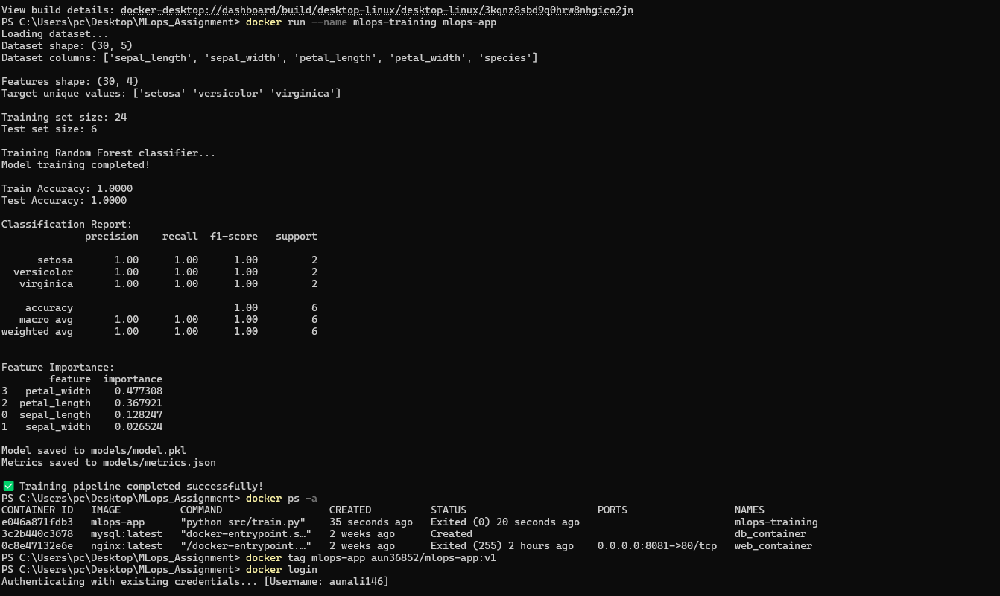 View build details: docker-desktop://dashboard/build/desktop-linux/desktop-linux/3kqnz8sbd9q0hrw8nhgico2jn
PS C:\Users\pc\Desktop\MLops_Assignment> docker run --name mlops-training mlops-app
Loading dataset...
Dataset shape: (30, 5)
Dataset columns: ['sepal_length', 'sepal_width', 'petal_length', 'petal_width', 'species']

Features shape: (30, 4)
Target unique values: ['setosa' 'versicolor' 'virginica']

Training set size: 24
Test set size: 6

Training Random Forest classifier...
Model training completed!

Train Accuracy: 1.0000
Test Accuracy: 1.0000

Classification Report:
              precision    recall  f1-score   support

      setosa       1.00      1.00      1.00         2
  versicolor       1.00      1.00      1.00         2
   virginica       1.00      1.00      1.00         2

    accuracy                           1.00         6
   macro avg       1.00      1.00      1.00         6
weighted avg       1.00      1.00      1.00         6


Feature Importance:
        feature  importance
3   petal_width    0.477308
2  petal_length    0.367921
0  sepal_length    0.128247
1   sepal_width    0.026524

Model saved to models/model.pkl
Metrics saved to models/metrics.json

✅ Training pipeline completed successfully!
PS C:\Users\pc\Desktop\MLops_Assignment> docker ps -a
CONTAINER ID   IMAGE          COMMAND                  CREATED          STATUS                      PORTS                  NAMES
e046a871fdb3   mlops-app      "python src/train.py"    35 seconds ago   Exited (0) 20 seconds ago                          mlops-training
3c2b440c3678   mysql:latest   "docker-entrypoint.s…"   2 weeks ago      Created                                            db_container
0c8e47132e6e   nginx:latest   "/docker-entrypoint.…"   2 weeks ago      Exited (255) 2 hours ago    0.0.0.0:8081->80/tcp   web_container
PS C:\Users\pc\Desktop\MLops_Assignment> docker tag mlops-app aun36852/mlops-app:v1
PS C:\Users\pc\Desktop\MLops_Assignment> docker login
Authenticating with existing credentials... [Username: aunali146]